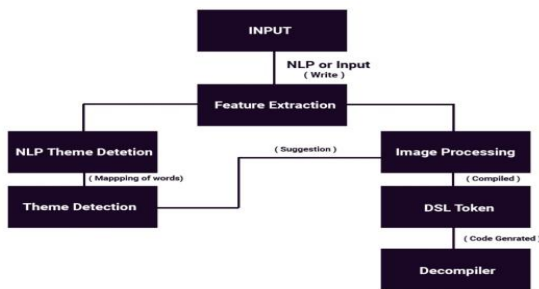 INPUT
NLP or Input
( Write )
Feature Extraction
NLP Theme Detetion
( Suggestion )
Image Processing
( Mappping of words)
( Compiled )
Theme Detection
DSL Token
( Code Genrated )
Decompiler